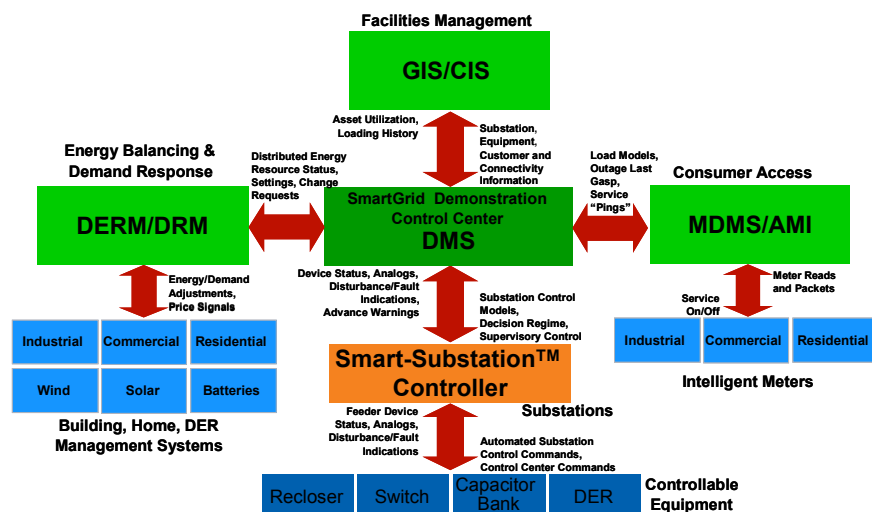 Facilities Management
GIS/CIS
Asset Utilization,
Loading History
Substation,
Equipment,
Customer and
Connectivity
Information
Energy Balancing &
Demand Response
DERM/DRM
Distributed Energy
Resource Status,
Settings, Change
Requests
SmartGrid Demonstration
Control Center
DMS
Load Models,
Outage Last
Gasp,
Service
“Pings”
Consumer Access
MDMS/AMI
Energy/Demand
Adjustments,
Price Signals
Industrial
Commercial
Residential
Wind
Solar
Batteries
Building, Home, DER
Management Systems
Device Status, Analogs,
Disturbance/Fault
Indications,
Advance Warnings
Substation Control
Models,
Decision Regime,
Supervisory Control
Meter Reads
and Packets
Service
On/Off
Industrial
Commercial
Residential
Intelligent Meters
Smart-Substation™
Controller
Substations
Feeder Device
Status, Analogs,
Disturbance/Fault
Indications
Automated Substation
Control Commands,
Control Center Commands
Recloser
Switch
Capacitor
Bank
DER
Controllable
Equipment